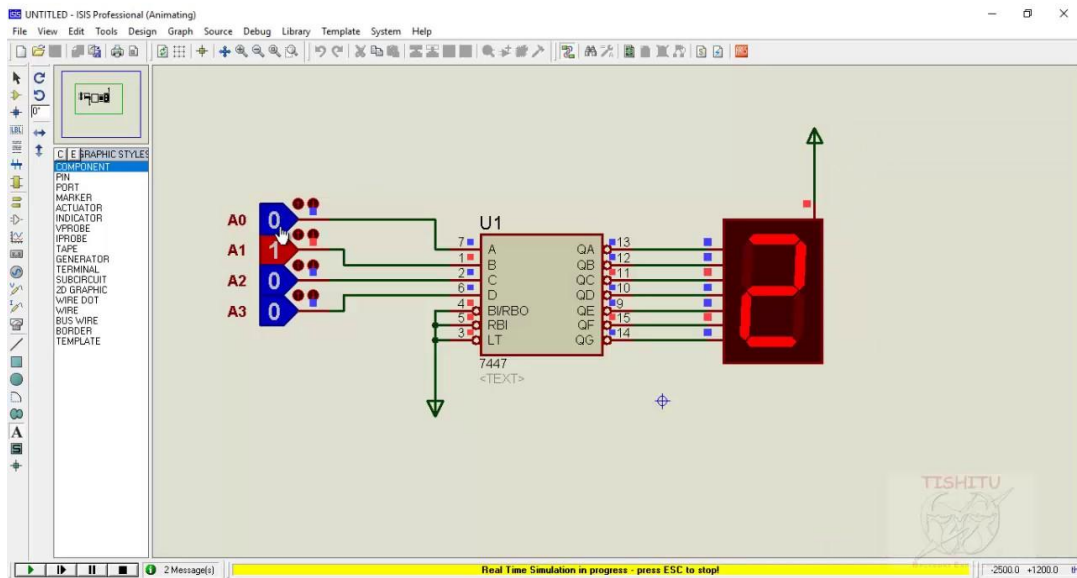 UNTITLED - ISIS Professional (Animating)
File View Edit Tools Design Graph Source Debug Library Template System Help
0°
LBL
C E GRAPHIC STYLES
COMPONENT
PIN
PORT
MARKER
ACTUATOR
INDICATOR
VPROBE
IPROBE
TAPE
GENERATOR
TERMINAL
SUBCIRCUIT
2D GRAPHIC
WIRE DOT
WIRE
BUS WIRE
BORDER
TEMPLATE
A
S
U1
A0 0
A1 1
A2 0
A3 0
7 A QA 13
1 B QB 12
2 C QC 11
6 D QD 10
4 BI/RBO QE 9
5 RBI QF 15
3 LT QG 14
7447
<TEXT>
2
TISHITU
2 Message(s) Real Time Simulation in progress - press ESC to stop! -2500.0 +1200.0 th